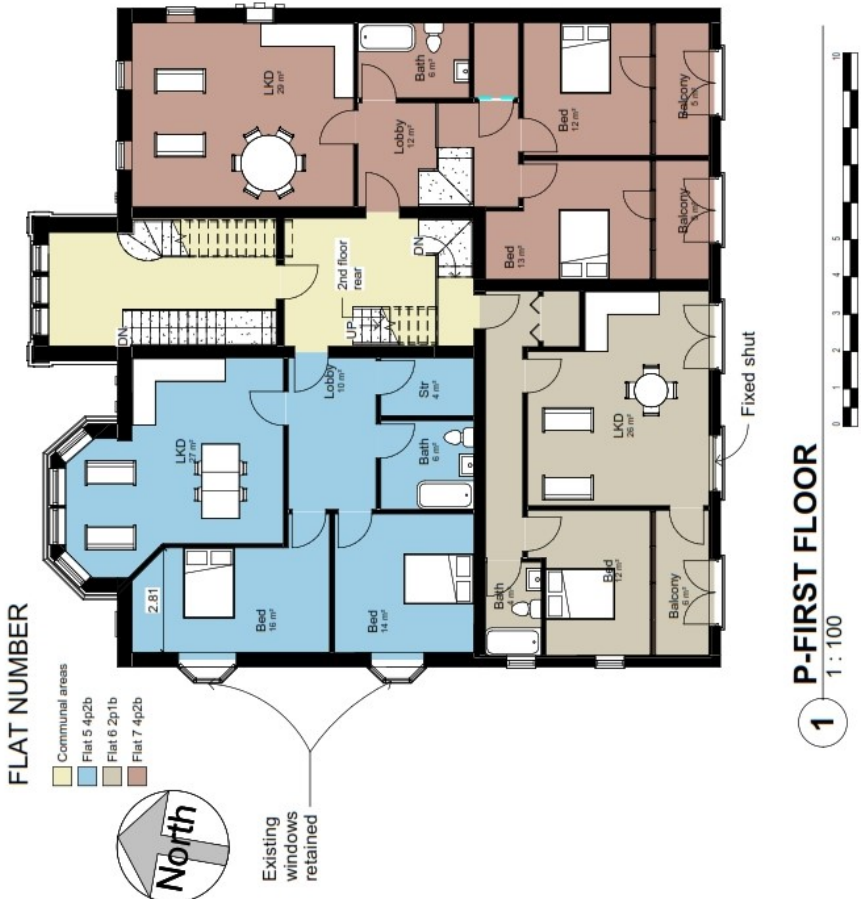 FLAT NUMBER
Communal areas
Flat 5 4p2b
Flat 6 2p1b
Flat 7 4p2b
North
Existing
windows
retained
LKD
29 m²
Bath
6 m²
Lobby
12 m²
Bed
12 m²
Balcony
5 m²
Bed
13 m²
Balcony
5 m²
DN
2nd floor
rear
UP
DN
LKD
27 m²
Lobby
10 m²
Str
4 m²
Bath
6 m²
2.81
Bed
16 m²
Bed
14 m²
LKD
26 m²
Bath
4 m²
Bed
12 m²
Balcony
6 m²
Fixed shut
1
P-FIRST FLOOR
1 : 100
0 1 2 3 4 5 10